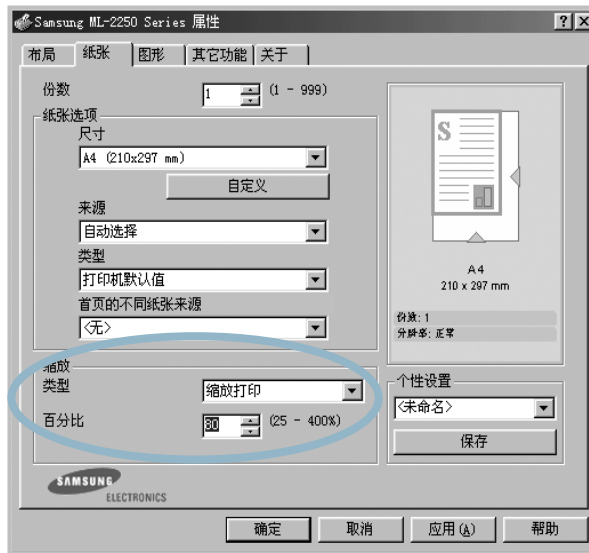 Samsung ML-2250 Series 属性
布局 纸张 图形 其它功能 关于
份数 1 (1 - 999)
纸张选项
尺寸
A4 (210x297 mm)
自定义
来源
自动选择
类型
打印机默认值
首页的不同纸张来源
<无>
缩放
类型 缩放打印
百分比 80 (25 - 400%)
S
A4
210 x 297 mm
份数: 1
分辨率: 正常
个性设置
<未命名>
保存
SAMSUNG
ELECTRONICS
确定 取消 应用(A) 帮助